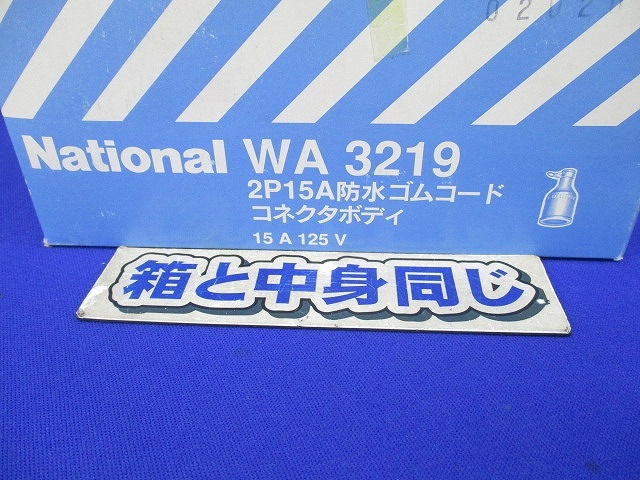 National WA 3219
2P15A防水ゴムコード
コネクタボディ
15 A 125 V
箱と中身同じ